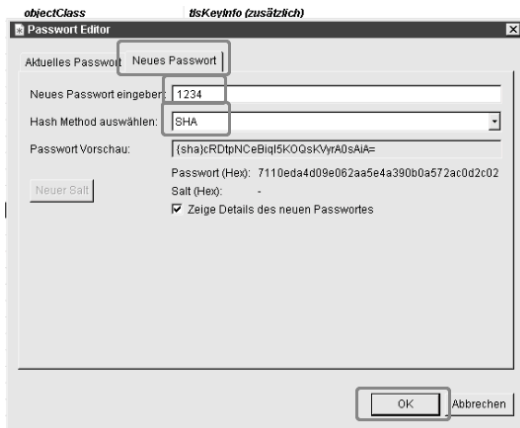 objectClass tlsKeyInfo (zusätzlich)
Passwort Editor
Aktuelles Passwort Neues Passwort
Neues Passwort eingeben: 1234
Hash Method auswählen: SHA
Passwort Vorschau: {sha}cRDtpNCeBiql5KOQsKVyrA0sAiA=
Passwort (Hex): 7110eda4d09e062aa5e4a390b0a572ac0d2c02
Neuer Salt Salt (Hex): -
Zeige Details des neuen Passwortes
OK Abbrechen